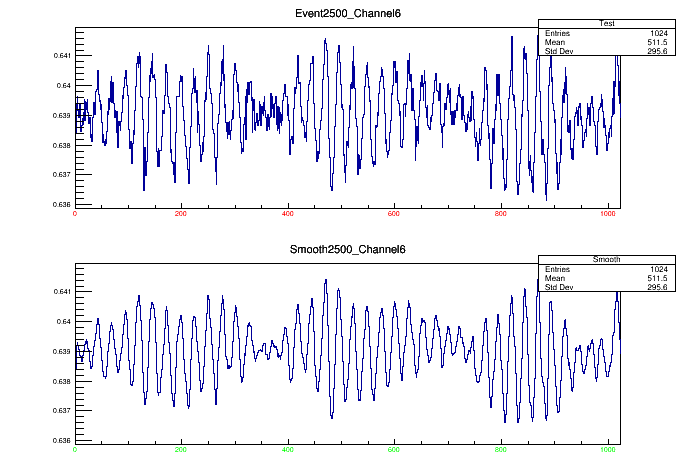 Event2500_Channel6
Test
Entries 1024
Mean 511.5
Std Dev 295.6
0.641
0.64
0.639
0.638
0.637
0.636
0 200 400 600 800 1000
Smooth2500_Channel6
Smooth
Entries 1024
Mean 511.5
Std Dev 295.6
0.641
0.64
0.639
0.638
0.637
0.636
0 200 400 600 800 1000